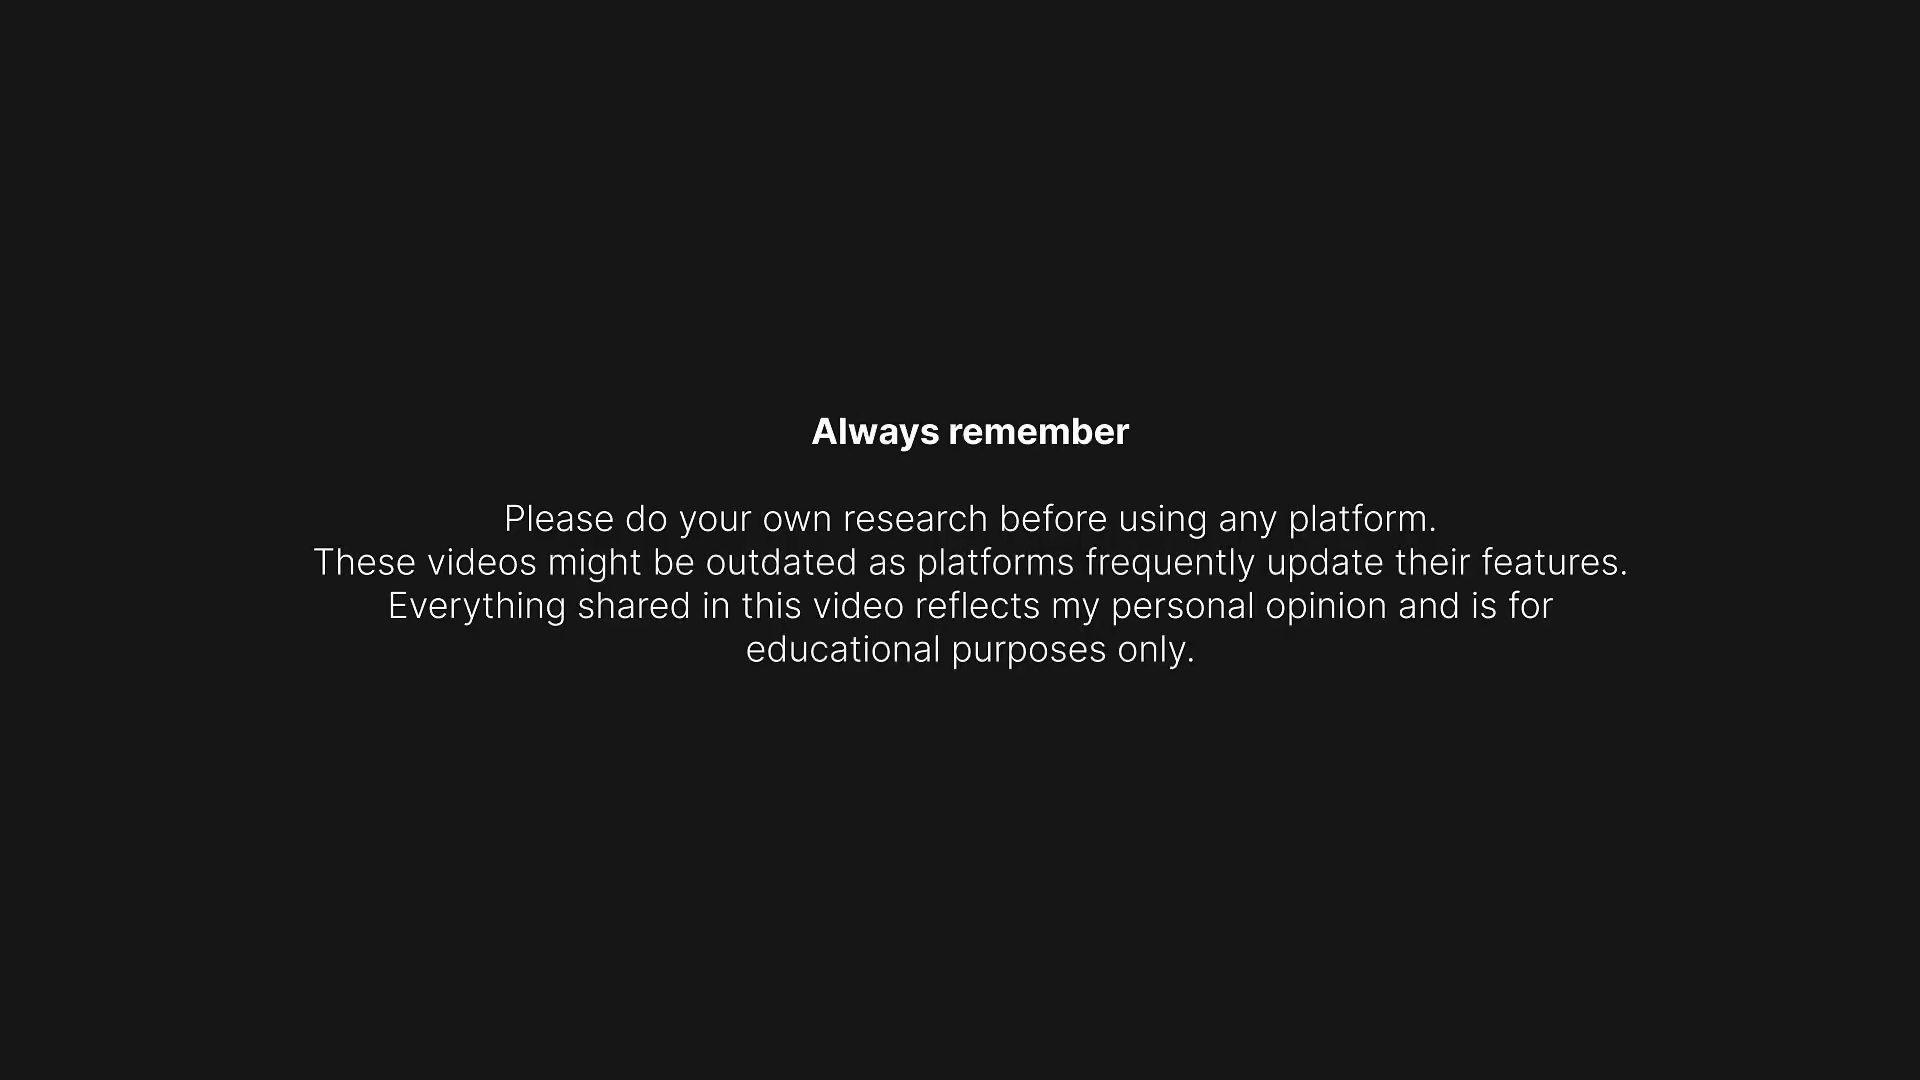 Always remember
Please do your own research before using any platform.
These videos might be outdated as platforms frequently update their features.
Everything shared in this video reflects my personal opinion and is for
educational purposes only.